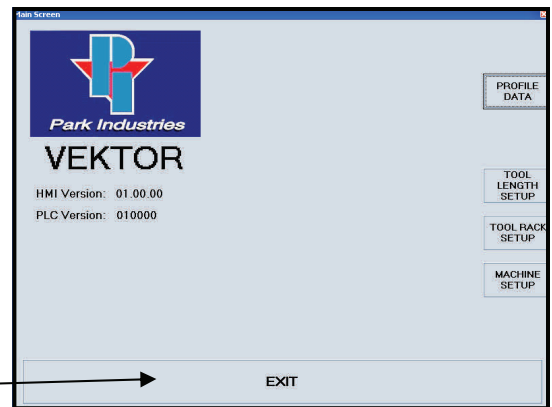 Main Screen
Park Industries
VEKTOR
HMI Version: 01.00.00
PLC Version: 010000
PROFILE
DATA
TOOL
LENGTH
SETUP
TOOL RACK
SETUP
MACHINE
SETUP
EXIT